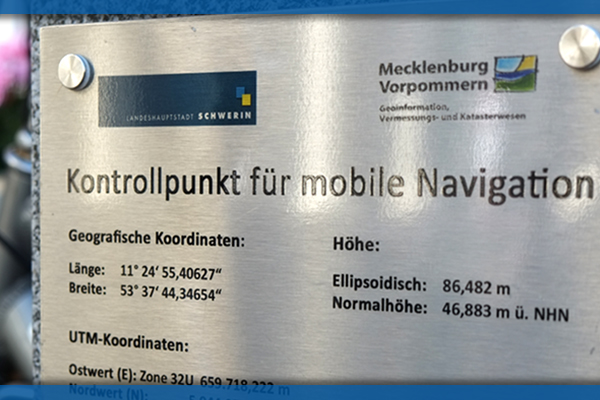 LANDESHAUPTSTADT SCHWERIN
Mecklenburg
Vorpommern
Geoinformation,
Vermessungs- und Katasterwesen
Kontrollpunkt für mobile Navigation
Geografische Koordinaten:
Länge: 11° 24‘ 55,40627“
Breite: 53° 37‘ 44,34654“
Höhe:
Ellipsoidisch: 86,482 m
Normalhöhe: 46,883 m ü. NHN
UTM-Koordinaten:
Ostwert (E): Zone 32U 659.718,222 m
Nordwert (N):